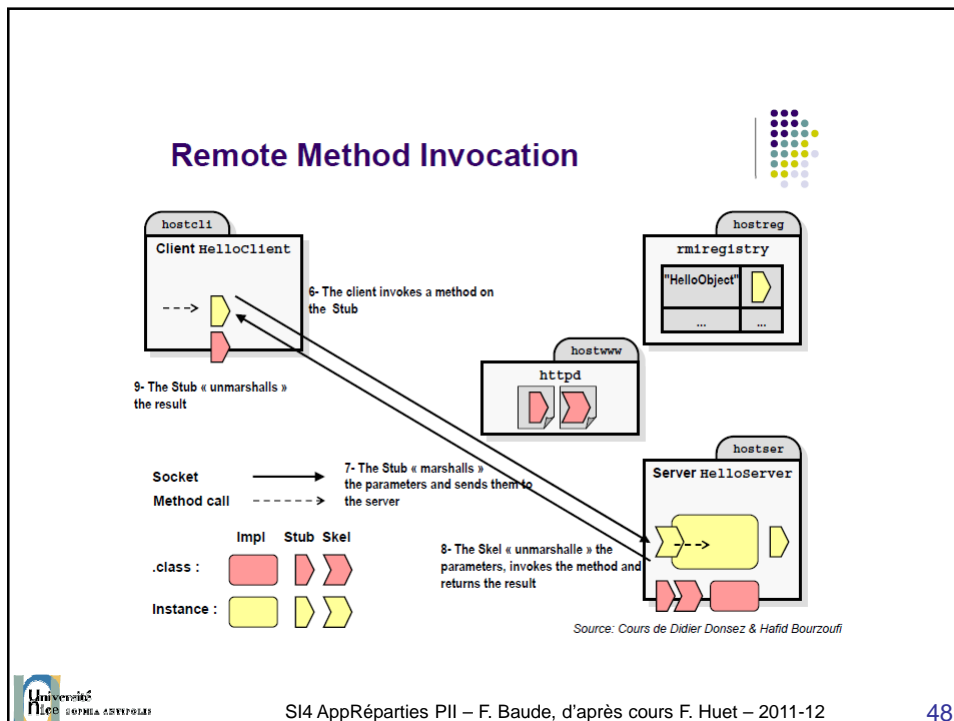 Remote Method Invocation
hostcli
Client HelloClient
6- The client invokes a method on
the Stub
9- The Stub « unmarshalls »
the result
hostreg
rmiregistry
"HelloObject"
... ...
hostwww
httpd
hostser
Server HelloServer
Socket
Method call
7- The Stub « marshalls »
the parameters and sends them to
the server
8- The Skel « unmarshalle » the
parameters, invokes the method and
returns the result
Impl Stub Skel
.class :
Instance :
Source: Cours de Didier Donsez & Hafid Bourzoufi
Université
nice SOPHIA ANTIPOLIS
SI4 AppRéparties PII – F. Baude, d'après cours F. Huet – 2011-12
48